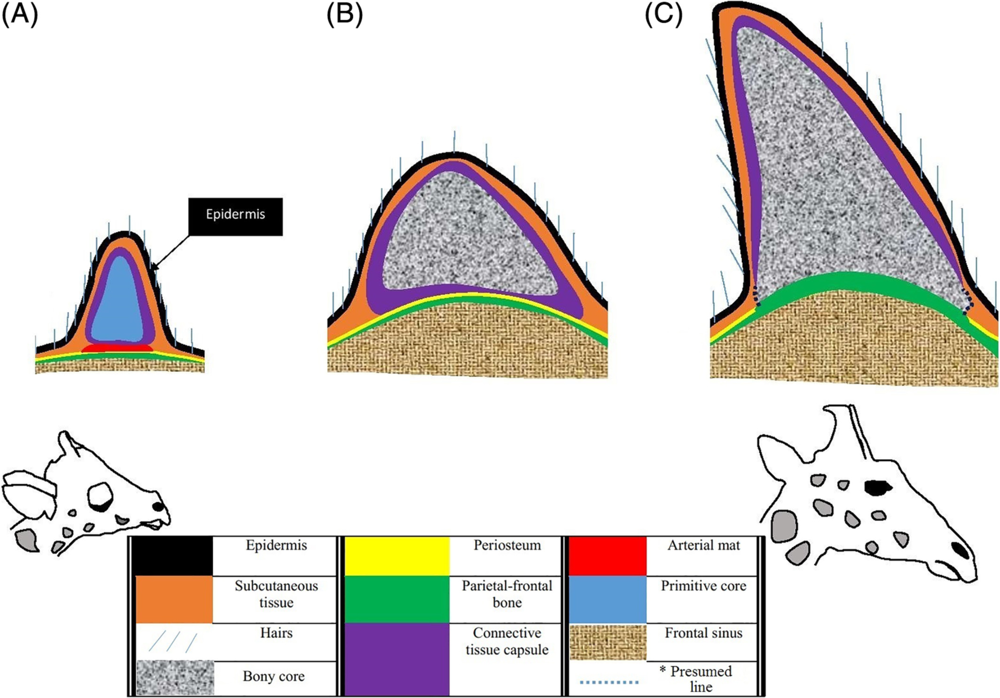 (A)
(B)
(C)
Epidermis
Epidermis
Subcutaneous
tissue
Hairs
Bony core
Periosteum
Parietal-frontal
bone
Connective
tissue capsule
Arterial mat
Primitive core
Frontal sinus
* Presumed
line